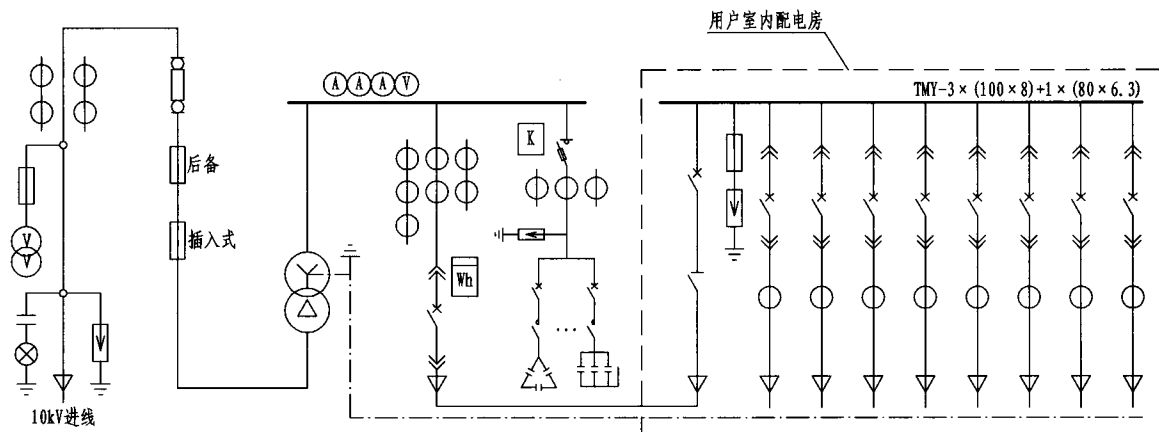 用户室内配电房
A A A V
TMY-3×(100×8)+1×(80×6.3)
K
后备
插入式
V
V
Wh
10kV进线